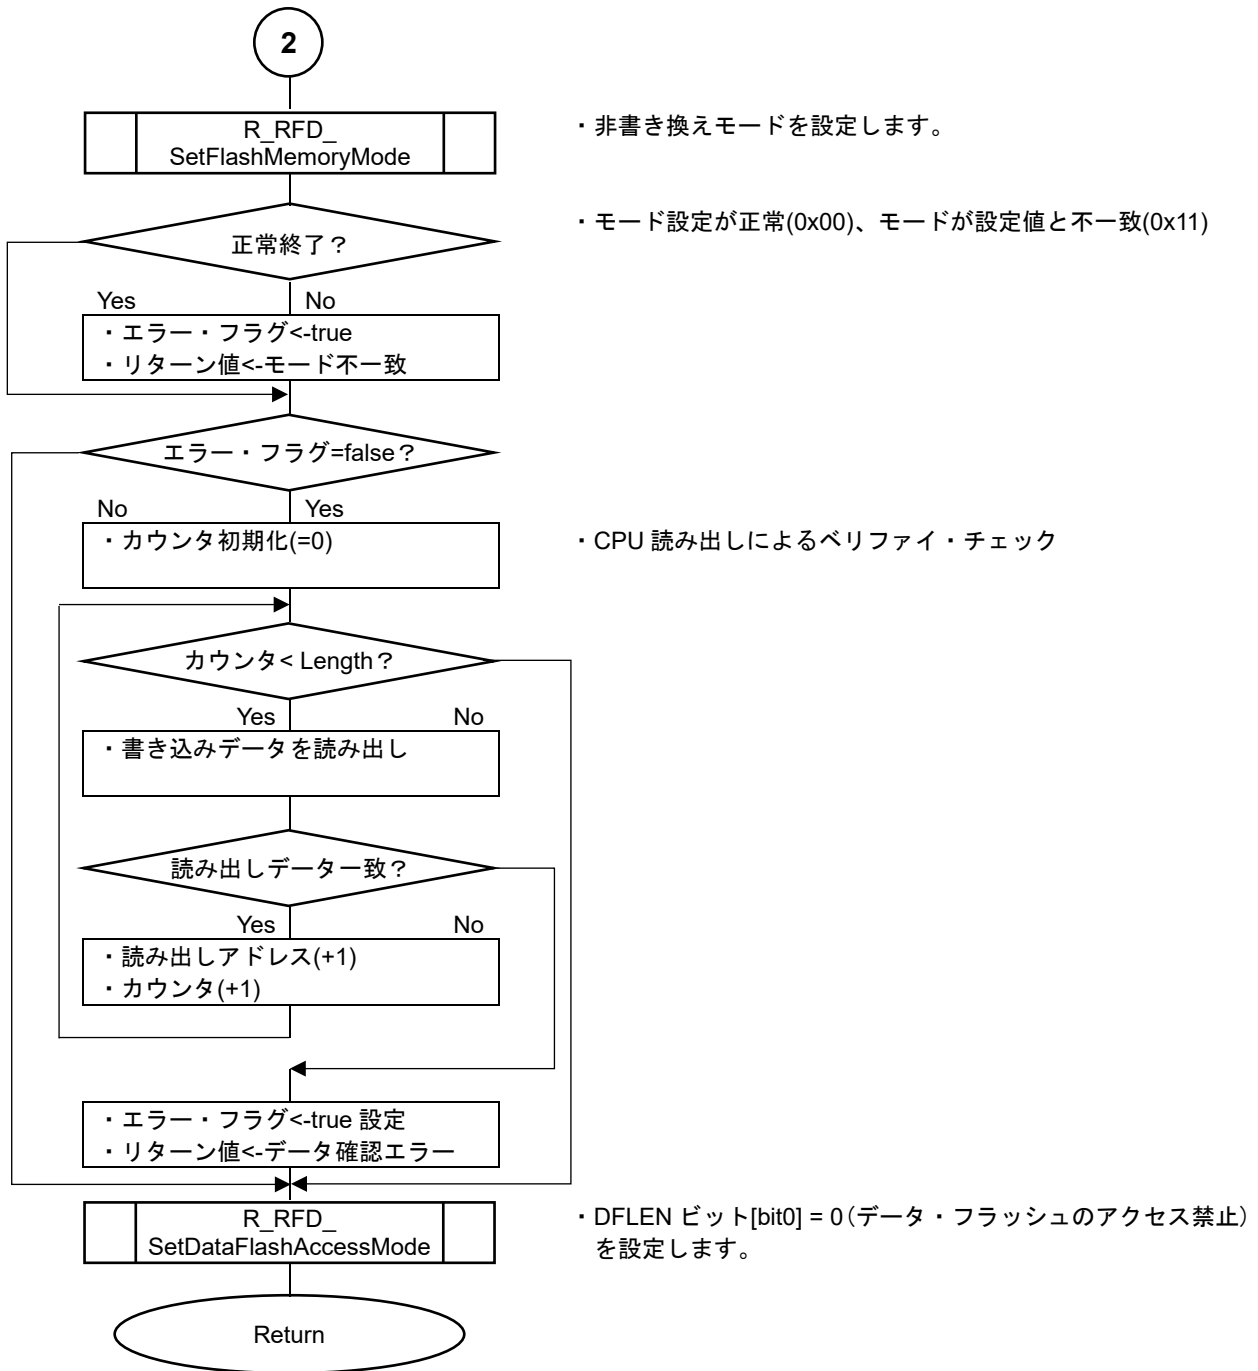 2
R_RFD_
SetFlashMemoryMode
・非書き換えモードを設定します。
正常終了？
・モード設定が正常(0x00)、モードが設定値と不一致(0x11)
Yes No
・エラー・フラグ<-true
・リターン値<-モード不一致
エラー・フラグ=false？
No Yes
・カウンタ初期化(=0)
・CPU 読み出しによるベリファイ・チェック
カウンタ< Length？
Yes No
・書き込みデータを読み出し
読み出しデータ一致？
Yes No
・読み出しアドレス(+1)
・カウンタ(+1)
・エラー・フラグ<-true 設定
・リターン値<-データ確認エラー
R_RFD_
SetDataFlashAccessMode
・DFLEN ビット[bit0] = 0（データ・フラッシュのアクセス禁止）
を設定します。
Return